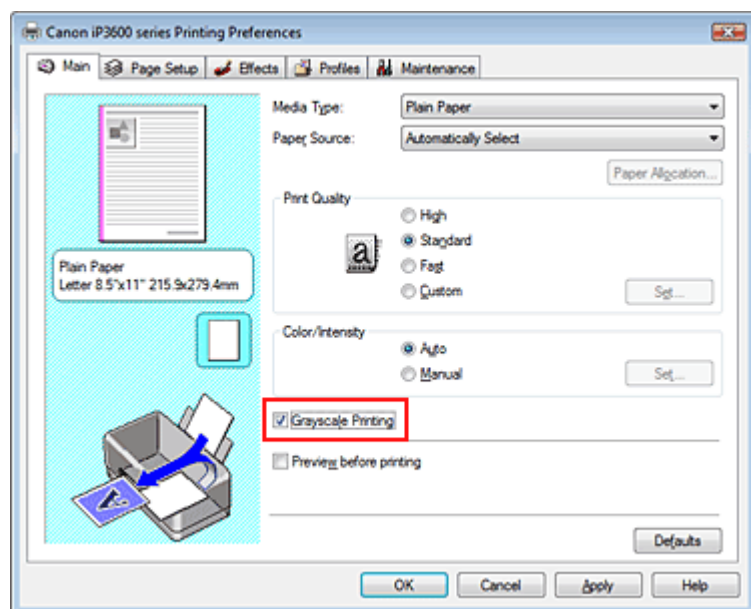 Canon iP3600 series Printing Preferences
Main Page Setup Effects Profiles Maintenance
Media Type: Plain Paper
Paper Source: Automatically Select
Paper Allocation...
Print Quality
High
a Standard
Fast
Custom Set...
Plain Paper
Letter 8.5"x11" 215.9x279.4mm
Color/Intensity
Auto
Manual Set...
Grayscale Printing
Preview before printing
Defaults
OK Cancel Apply Help